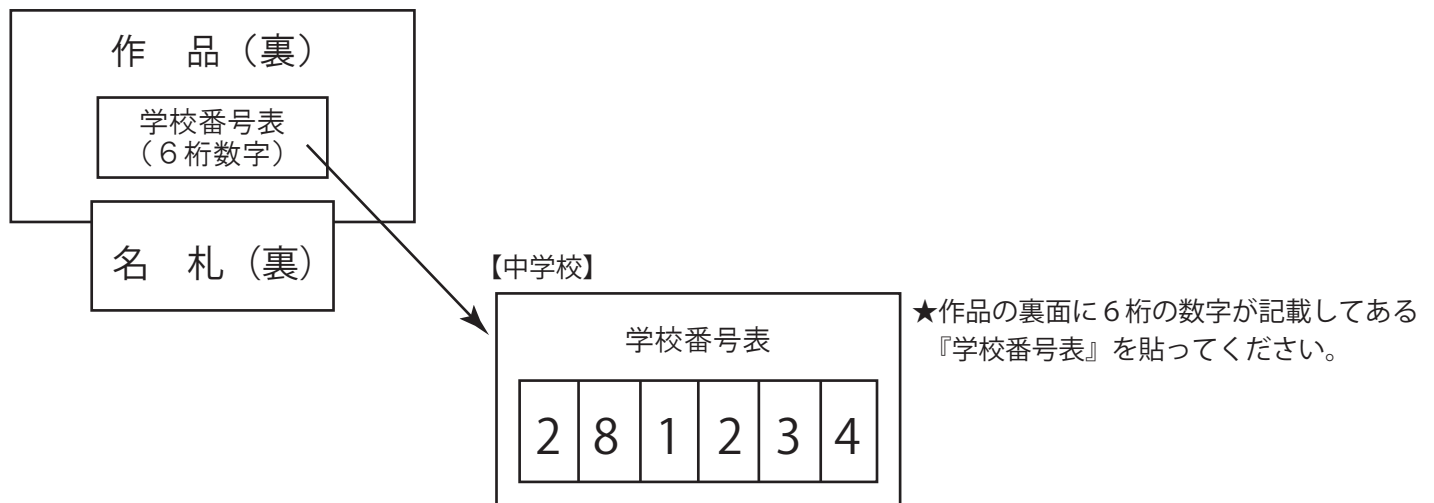 作　品（裏）
学校番号表
（６桁数字）
名　札（裏）
【中学校】
学校番号表
2 8 1 2 3 4
★作品の裏面に６桁の数字が記載してある
『学校番号表』を貼ってください。